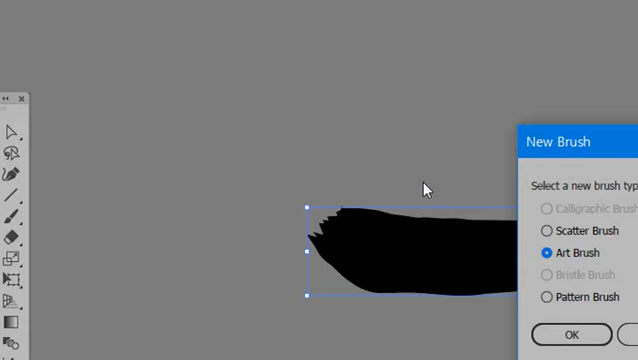 New Brush
Select a new brush typ
Calligraphic Brush
Scatter Brush
Art Brush
Bristle Brush
Pattern Brush
OK